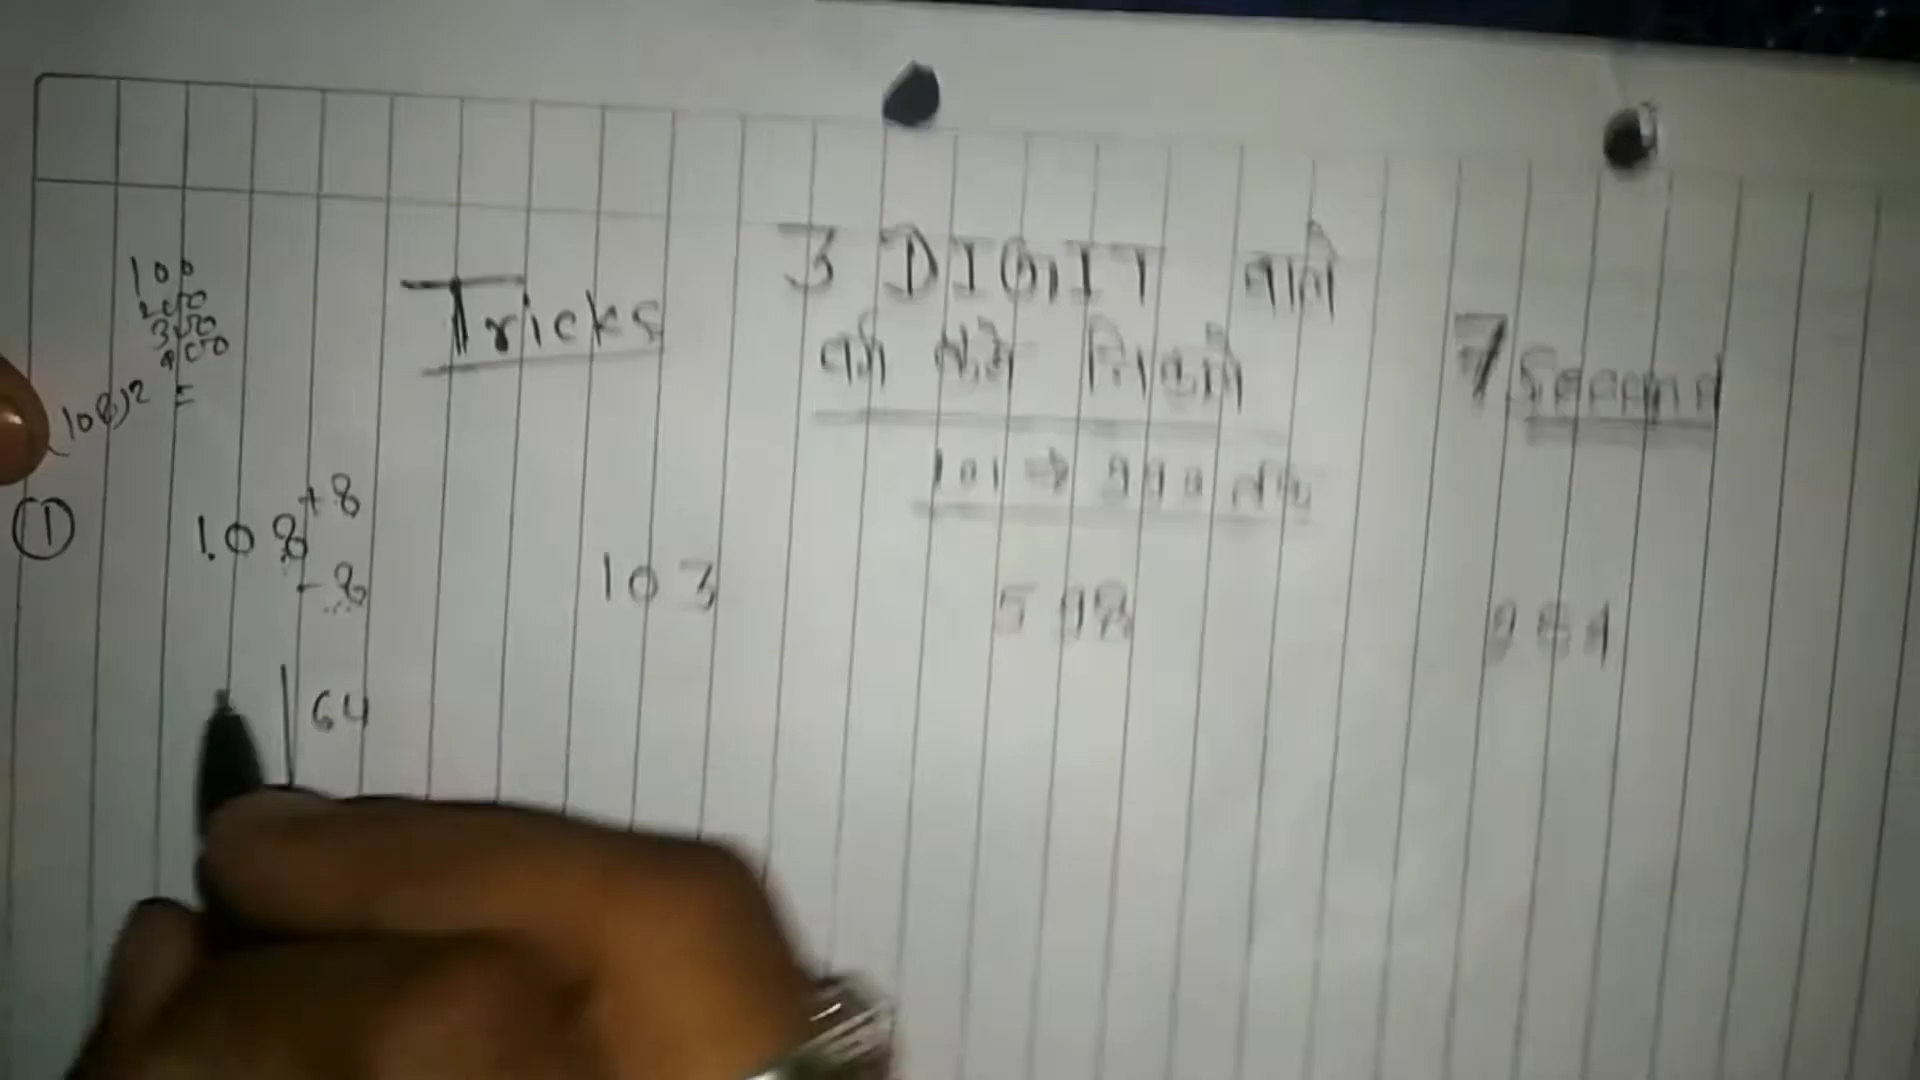 100
200
300
400
108)2 =
Tricks
3 DIGIT वाले
का वर्ग निकाले
7 Second
101 → 999 तक
① 108
+8
-8
103
598
984
64